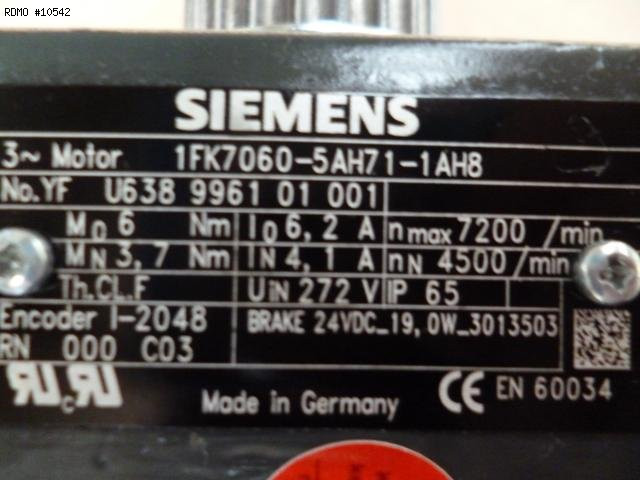 RDMO #10542
SIEMENS
3~ Motor 1FK7060-5AH71-1AH8
No.YF U638 9961 01 001
M0 6 Nm I0 6,2 A nmax 7200 /min
MN 3,7 Nm IN 4,1 A nN 4500/min
Th.CL.F UIN 272 V IP 65
Encoder I-2048 BRAKE 24VDC_19,0W_3013503
RN 000 C03
RU c RU
Made in Germany CE EN 60034